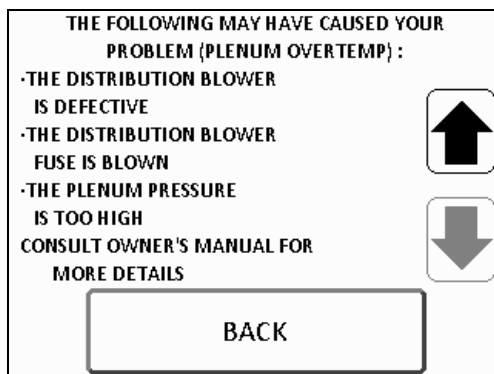 THE FOLLOWING MAY HAVE CAUSED YOUR
PROBLEM (PLENUM OVERTEMP) :
·THE DISTRIBUTION BLOWER
IS DEFECTIVE
·THE DISTRIBUTION BLOWER
FUSE IS BLOWN
·THE PLENUM PRESSURE
IS TOO HIGH
CONSULT OWNER'S MANUAL FOR
MORE DETAILS
BACK